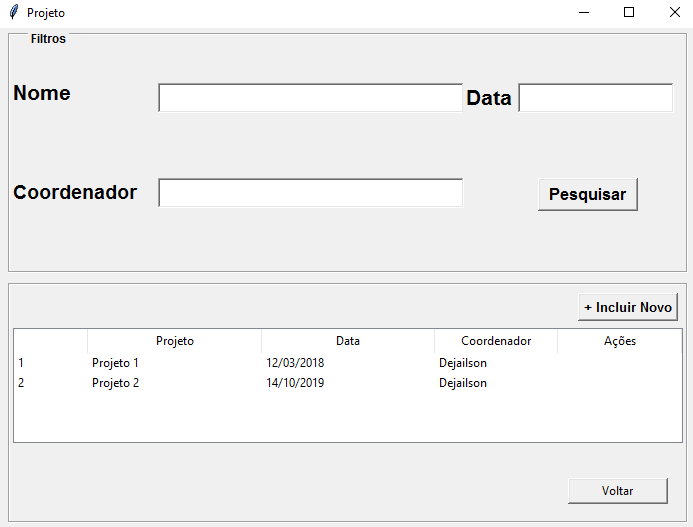 Projeto
Filtros
Nome Data
Coordenador Pesquisar
+ Incluir Novo
Projeto Data Coordenador Ações
1 Projeto 1 12/03/2018 Dejailson
2 Projeto 2 14/10/2019 Dejailson
Voltar